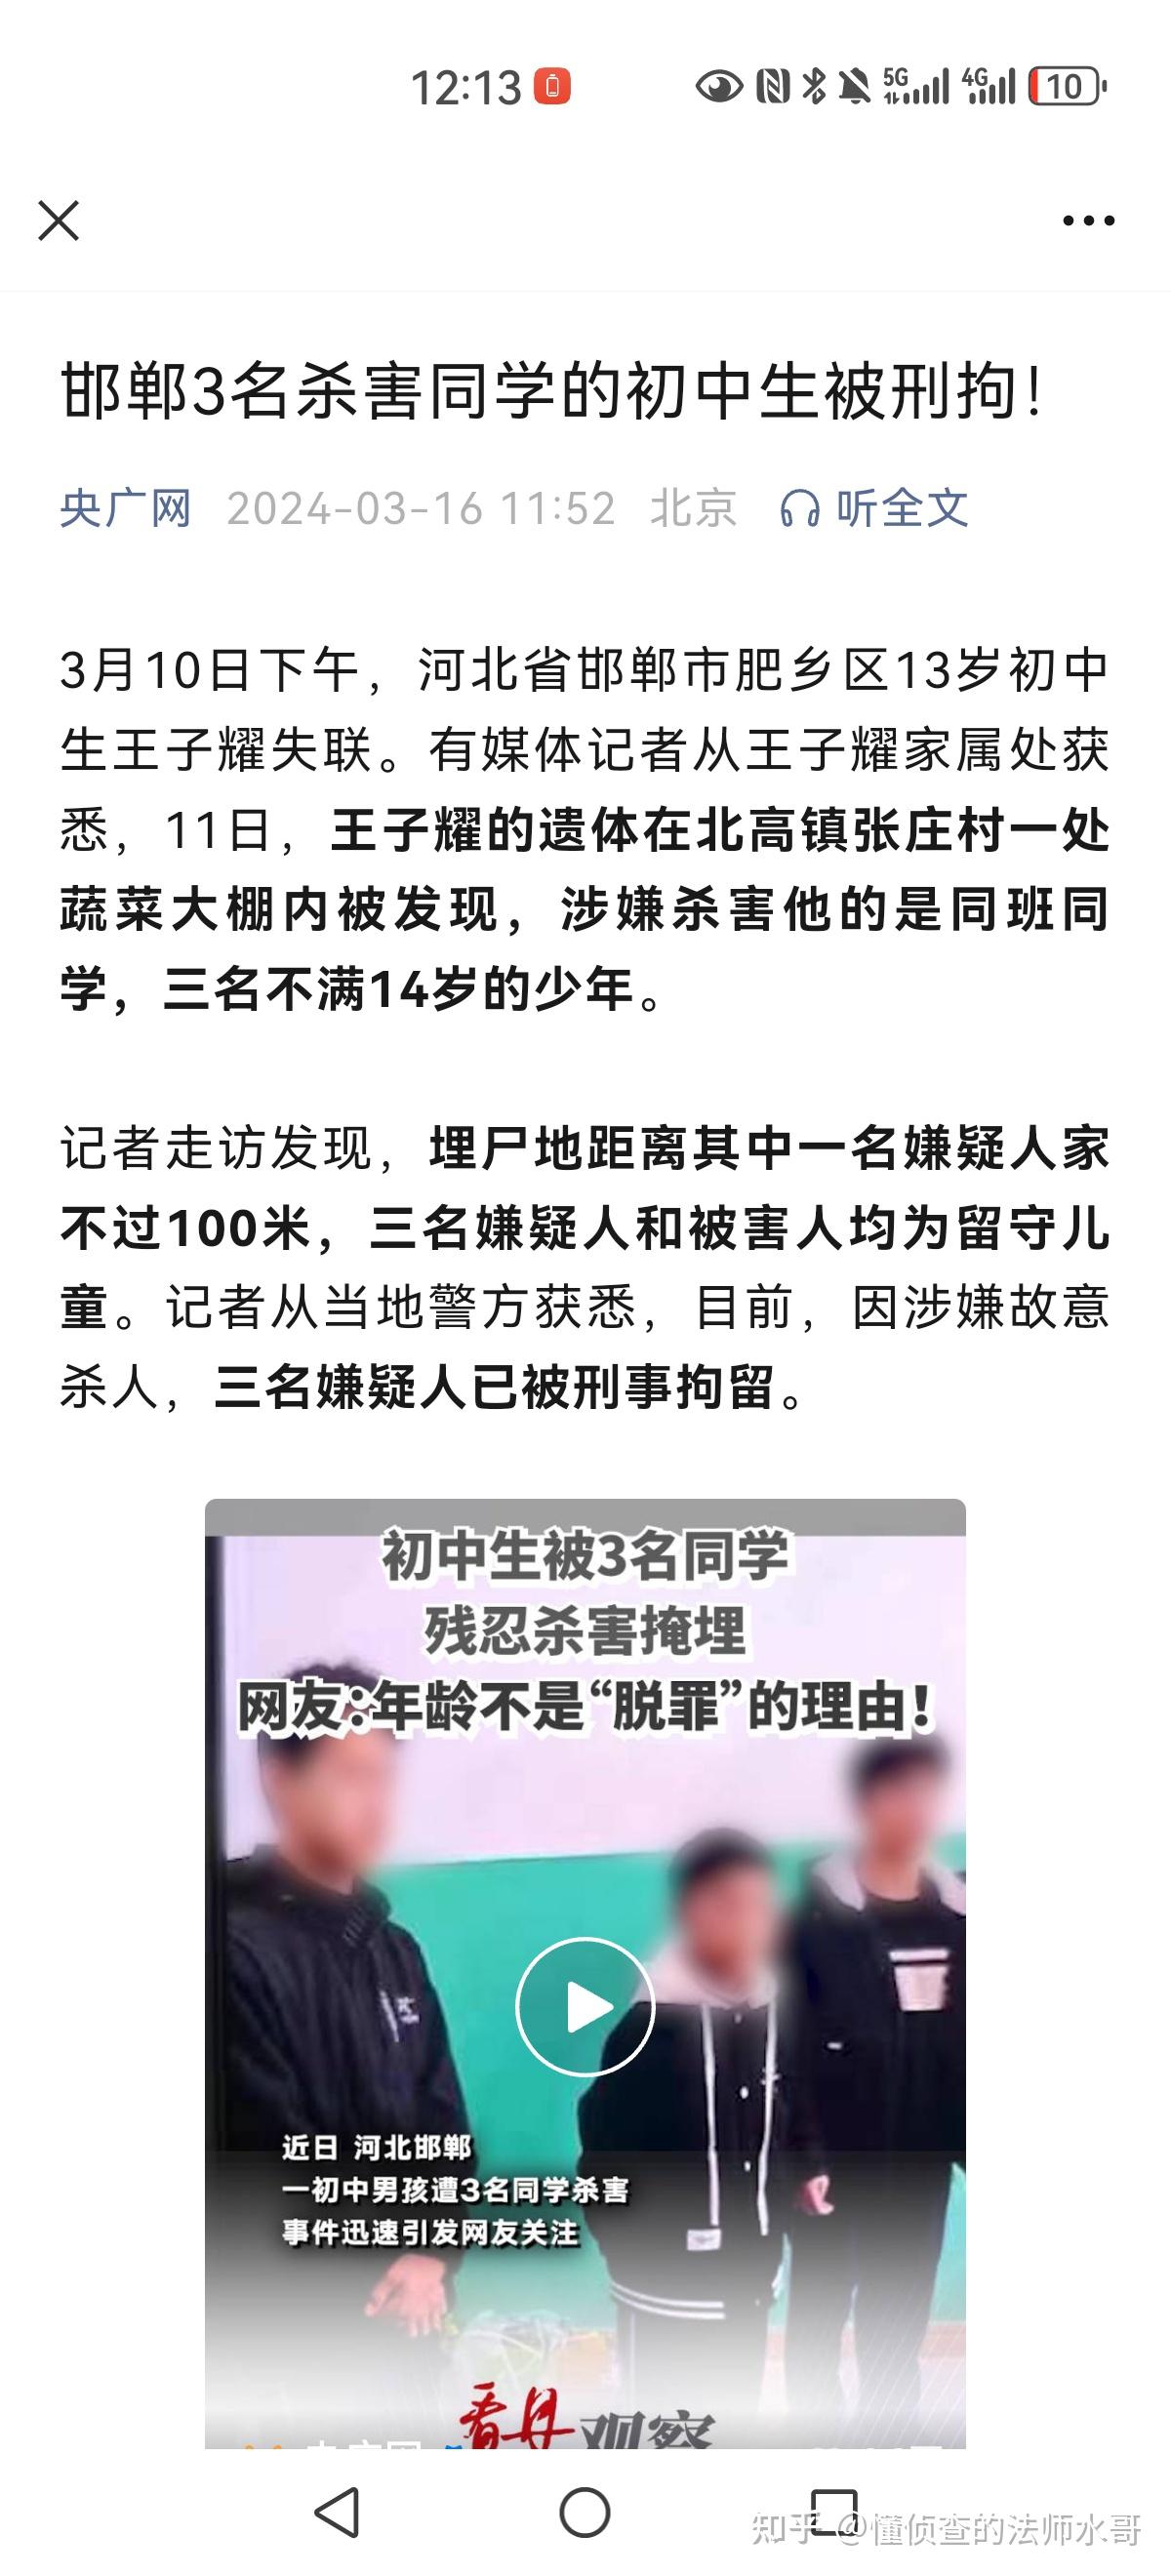 12:13
5G 4G 10
邯郸3名杀害同学的初中生被刑拘！
央广网 2024-03-16 11:52 北京 听全文
3月10日下午，河北省邯郸市肥乡区13岁初中
生王子耀失联。有媒体记者从王子耀家属处获
悉，11日，王子耀的遗体在北高镇张庄村一处
蔬菜大棚内被发现，涉嫌杀害他的是同班同
学，三名不满14岁的少年。
记者走访发现，埋尸地距离其中一名嫌疑人家
不过100米，三名嫌疑人和被害人均为留守儿
童。记者从当地警方获悉，目前，因涉嫌故意
杀人，三名嫌疑人已被刑事拘留。
初中生被3名同学
残忍杀害掩埋
网友：年龄不是“脱罪”的理由！
近日 河北邯郸
一初中男孩遭3名同学杀害
事件迅速引发网友关注
观察
央广网
知乎 @懂侦查的法师水哥